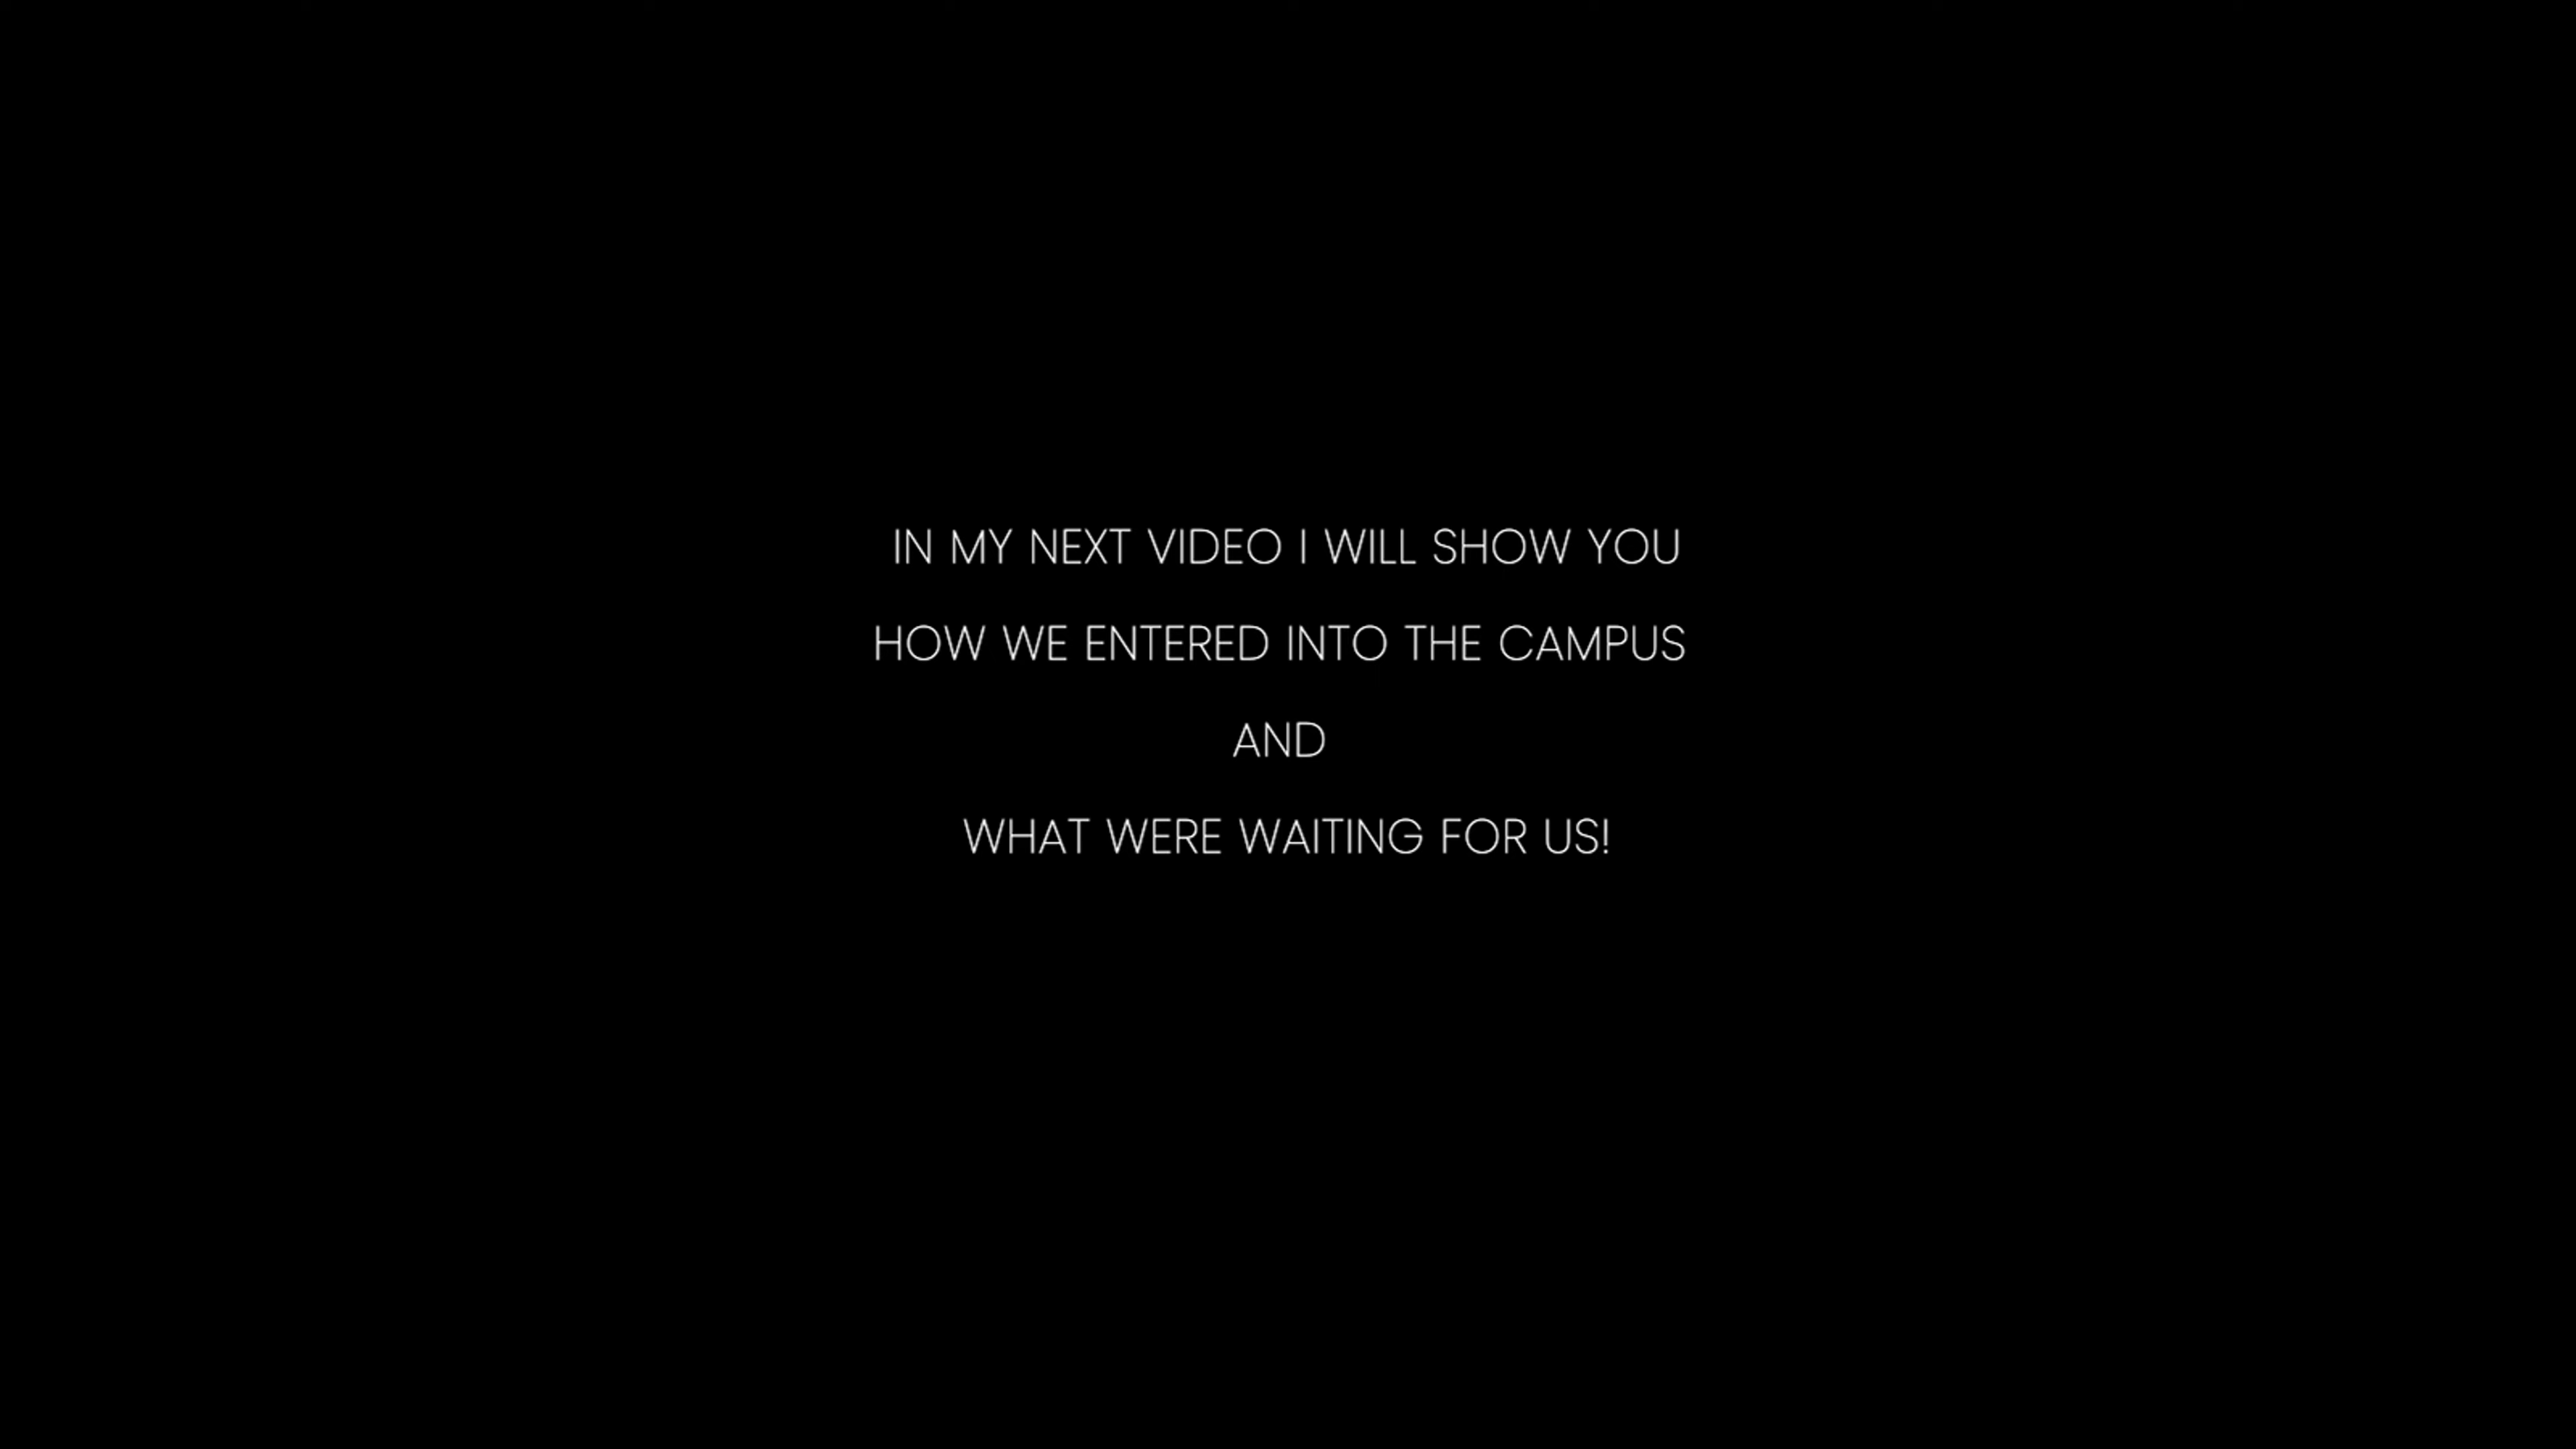 IN MY NEXT VIDEO I WILL SHOW YOU
HOW WE ENTERED INTO THE CAMPUS
AND
WHAT WERE WAITING FOR US!